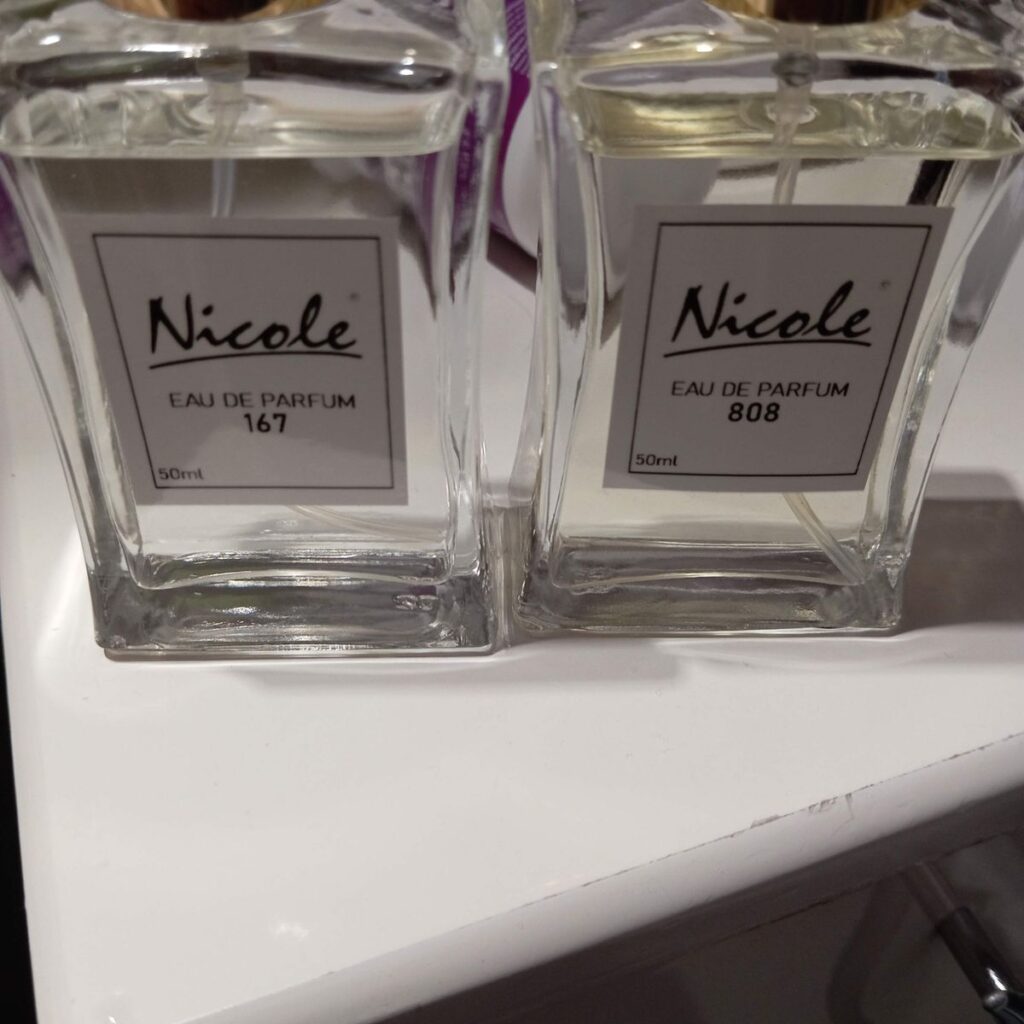 Nicole
EAU DE PARFUM
167
50ml
Nicole
EAU DE PARFUM
808
50ml